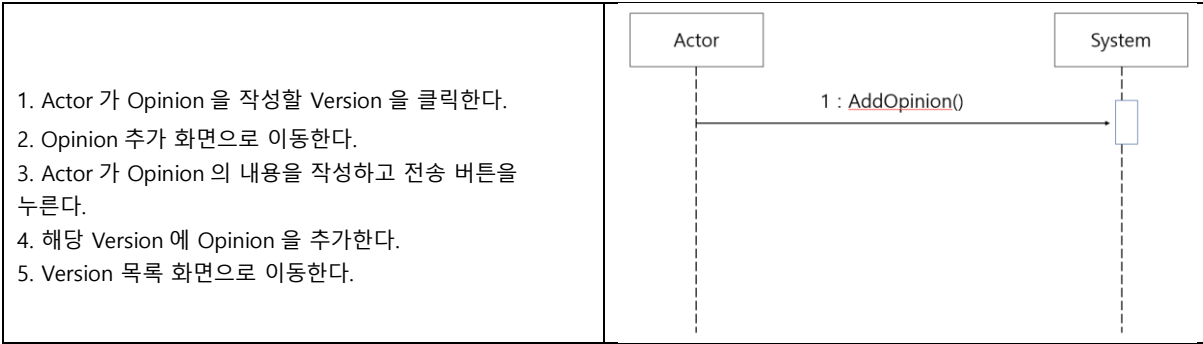 1. Actor 가 Opinion 을 작성할 Version 을 클릭한다.
2. Opinion 추가 화면으로 이동한다.
3. Actor 가 Opinion 의 내용을 작성하고 전송 버튼을
누른다.
4. 해당 Version 에 Opinion 을 추가한다.
5. Version 목록 화면으로 이동한다.
Actor
System
1 : AddOpinion()